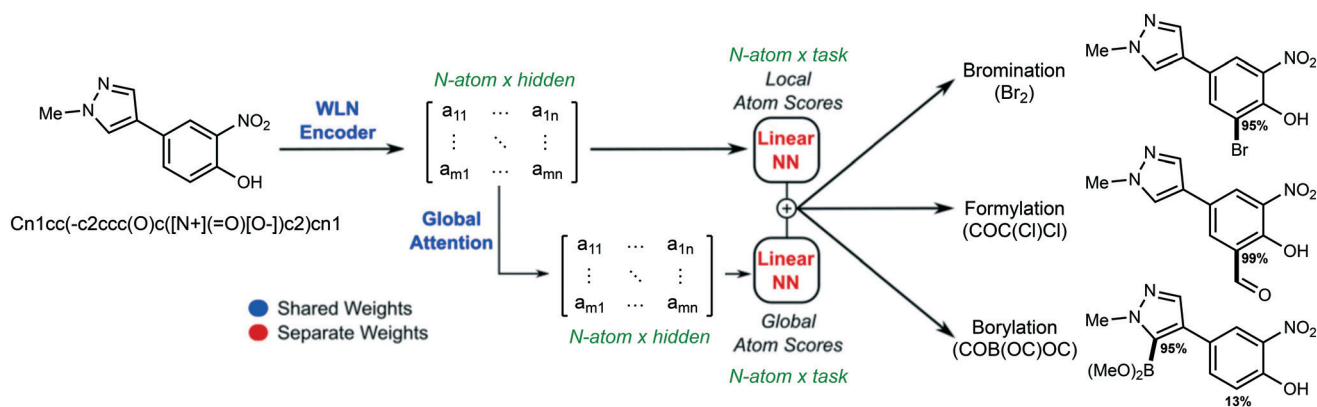 N
N
Me
NO2
OH
Cn1cc(-c2ccc(O)c([N+](=O)[O-])c2)cn1
WLN
Encoder
N-atom x hidden
a11 ⋯ a1n
⋮ ⋱ ⋮
am1 ⋯ amn
Global
Attention
a11 ⋯ a1n
⋮ ⋱ ⋮
am1 ⋯ amn
N-atom x hidden
Shared Weights
Separate Weights
N-atom x task
Local
Atom Scores
Linear
NN
+
Linear
NN
Global
Atom Scores
N-atom x task
Bromination
(Br2)
N
Me
N
NO2
OH
95%
Br
Formylation
(COC(Cl)Cl)
N
Me
N
NO2
OH
99%
O
Borylation
(COB(OC)OC)
N
Me
N
NO2
95%
(MeO)2B
OH
13%